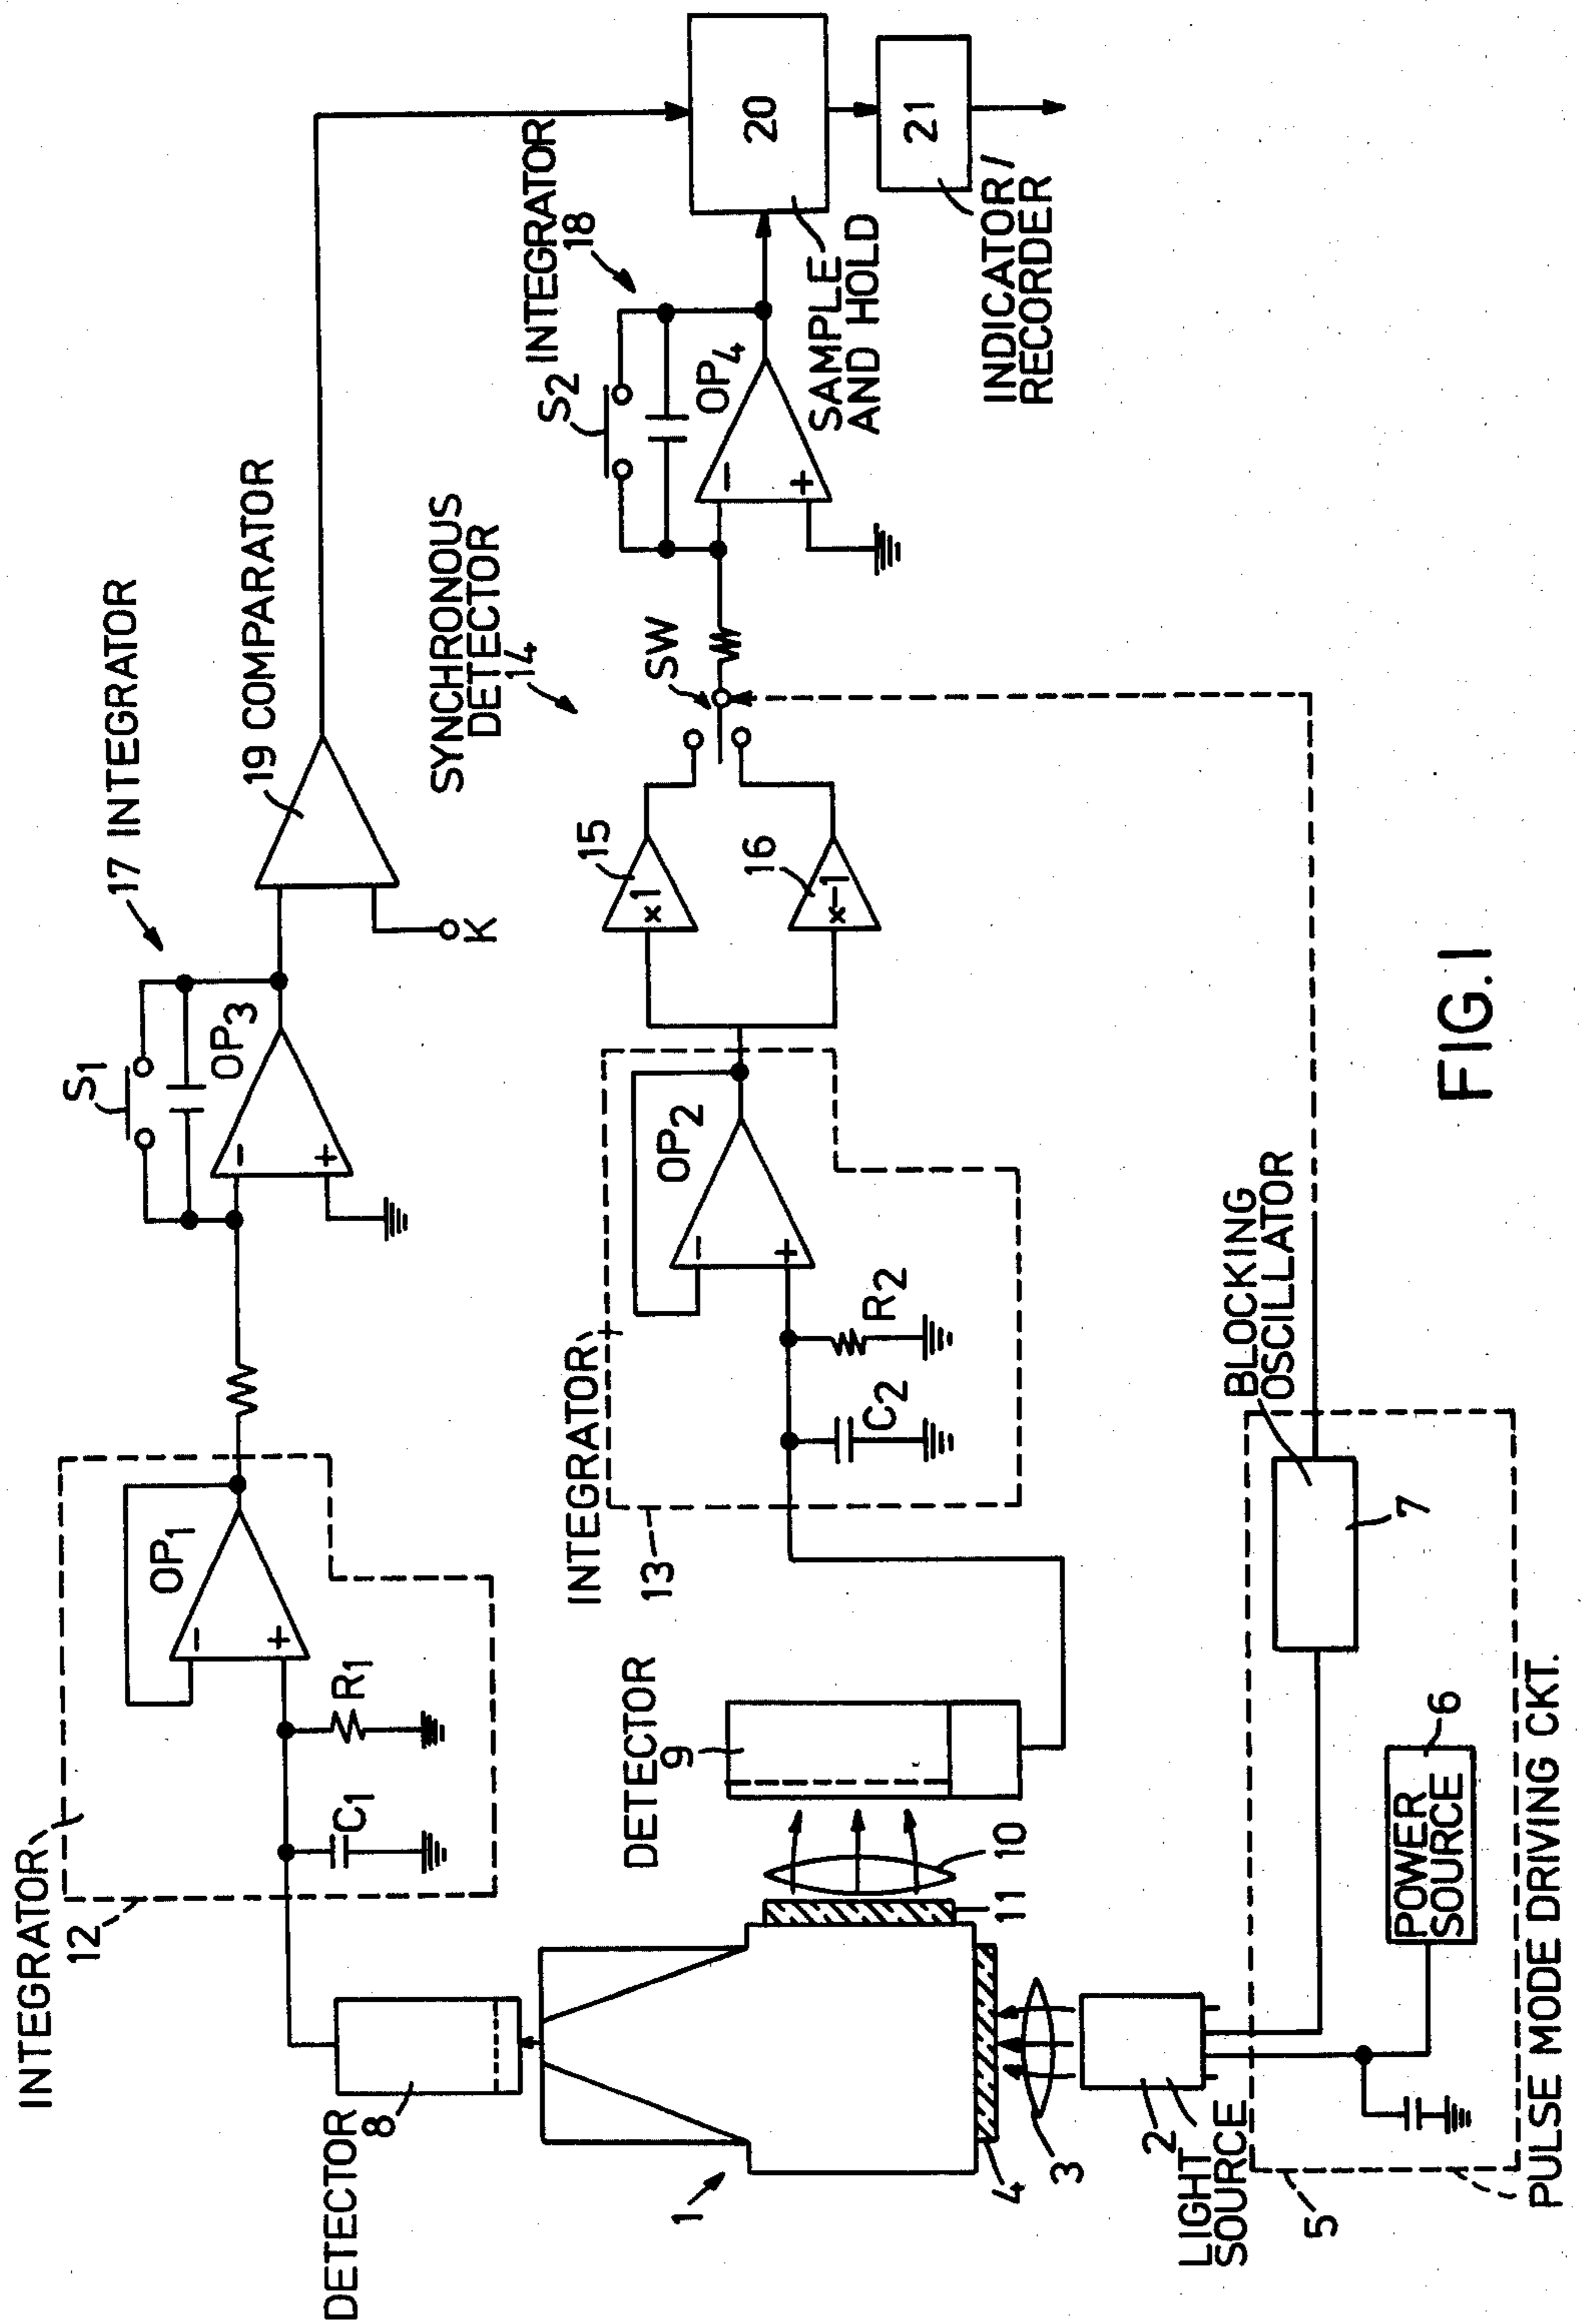 INTEGRATOR
12
OP1
C1
R1
S1
OP3
17 INTEGRATOR
19 COMPARATOR
K
DETECTOR
8
1
DETECTOR
9
10
11
4
3
2
LIGHT
SOURCE
INTEGRATOR
13
OP2
C2
R2
SYNCHRONOUS
DETECTOR
14
15
x1
16
x-1
SW
S2
OP4
INTEGRATOR
18
20
SAMPLE
AND HOLD
21
INDICATOR/
RECORDER
BLOCKING
OSCILLATOR
7
POWER
SOURCE
6
5
PULSE MODE DRIVING CKT.
-
+
-
+
-
+
-
+
FIG.1